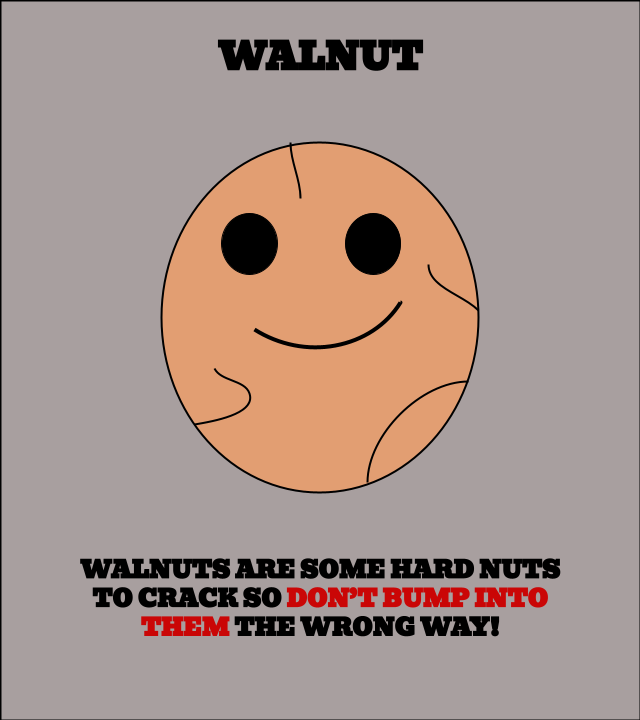 WALNUT
WALNUTS ARE SOME HARD NUTS
TO CRACK SO DON'T BUMP INTO
THEM THE WRONG WAY!